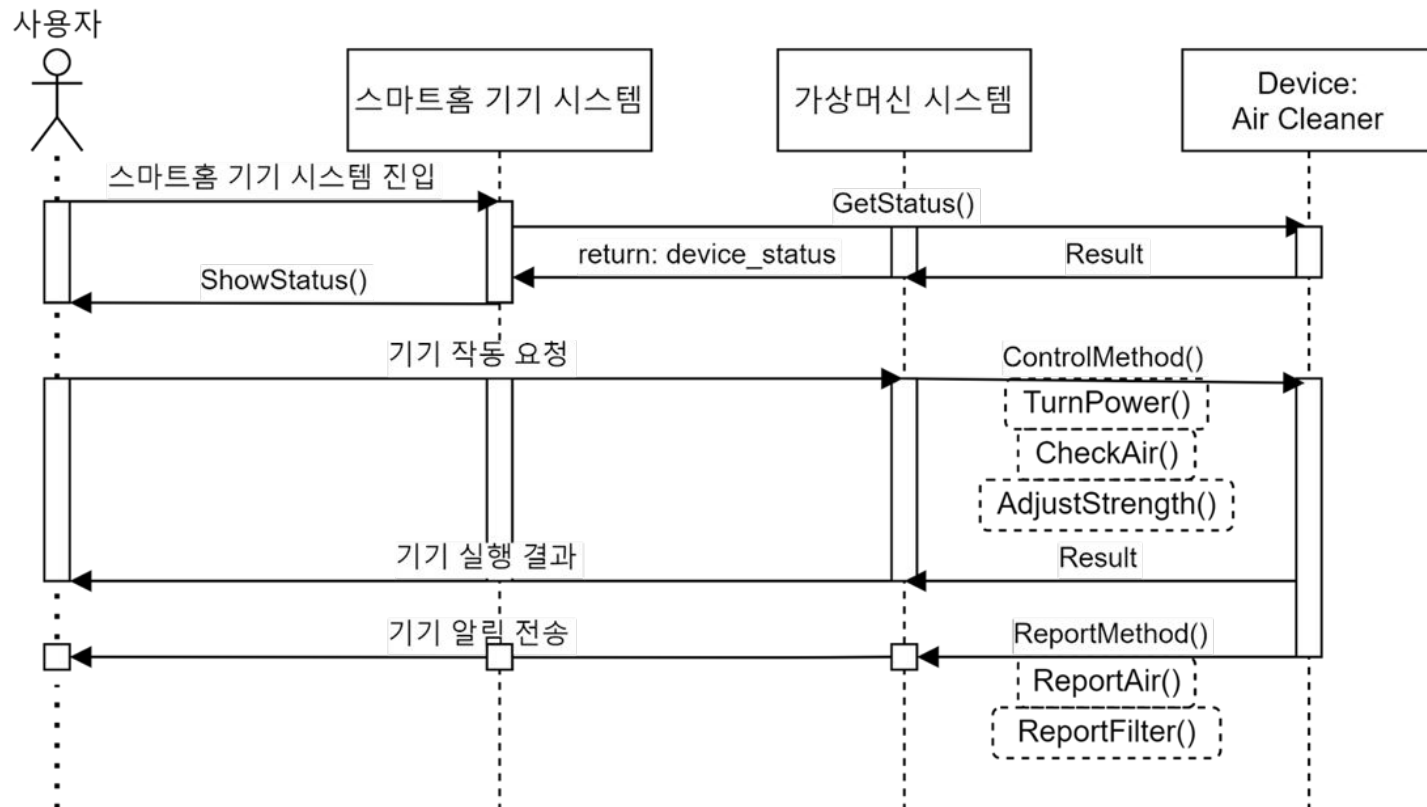 사용자
스마트홈 기기 시스템
가상머신 시스템
Device:
Air Cleaner
스마트홈 기기 시스템 진입
GetStatus()
return: device_status
Result
ShowStatus()
기기 작동 요청
ControlMethod()
TurnPower()
CheckAir()
AdjustStrength()
기기 실행 결과
Result
기기 알림 전송
ReportMethod()
ReportAir()
ReportFilter()